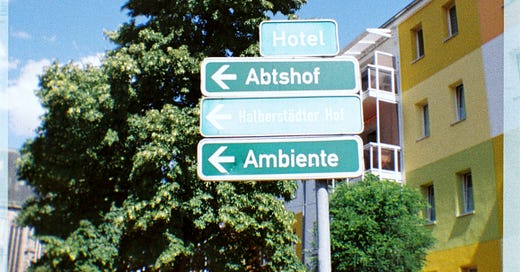 Hotel
Abtshof
Halberstädter Hof
Ambiente